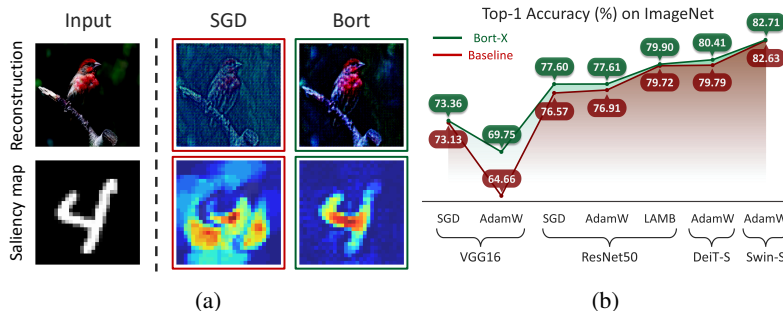 Input
SGD
Bort
Reconstruction
Saliency map
(a)
Top-1 Accuracy (%) on ImageNet
Bort-X
Baseline
73.36
69.75
77.60
77.61
79.90
80.41
82.71
73.13
64.66
76.57
76.91
79.72
79.79
82.63
SGD AdamW SGD AdamW LAMB AdamW AdamW
VGG16 ResNet50 DeiT-S Swin-S
(b)